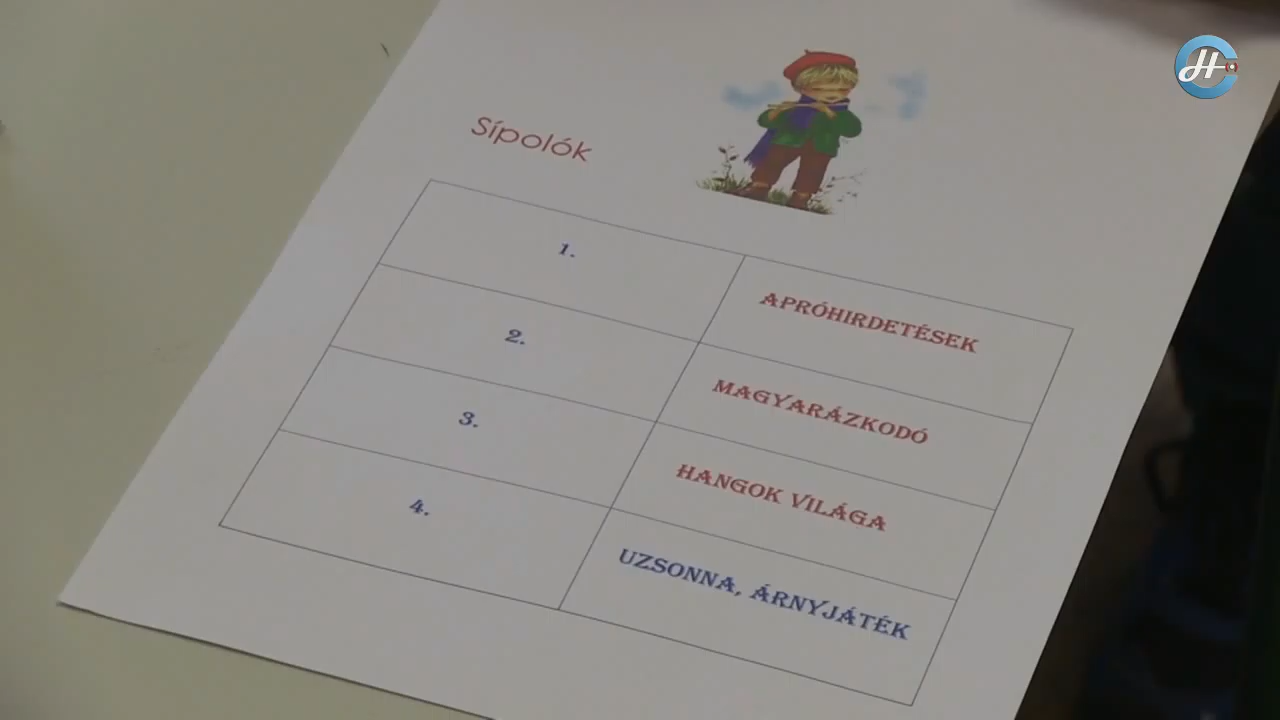 Sípolók
1. APRÓHIRDETÉSEK
2. MAGYARÁZKODÓ
3. HANGOK VILÁGA
4. UZSONNA, ÁRNYJÁTÉK